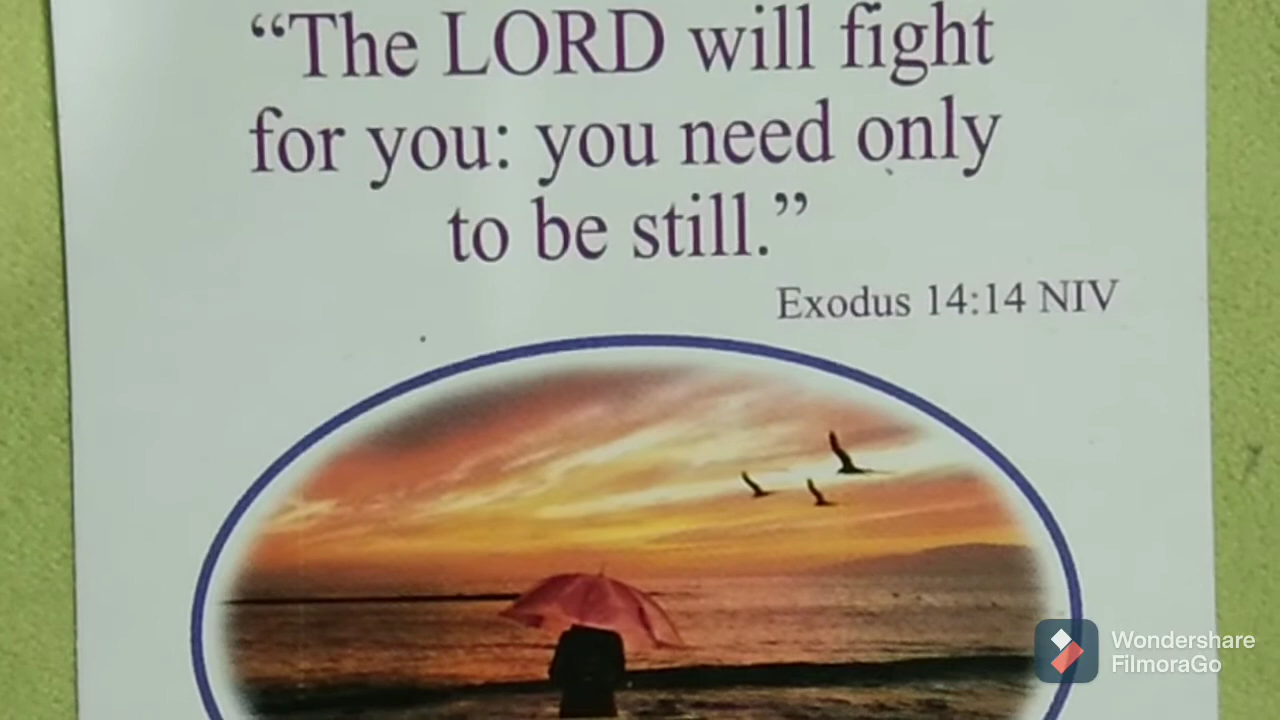 “The LORD will fight
for you: you need only
to be still.”
Exodus 14:14 NIV
Wondershare
FilmoraGo